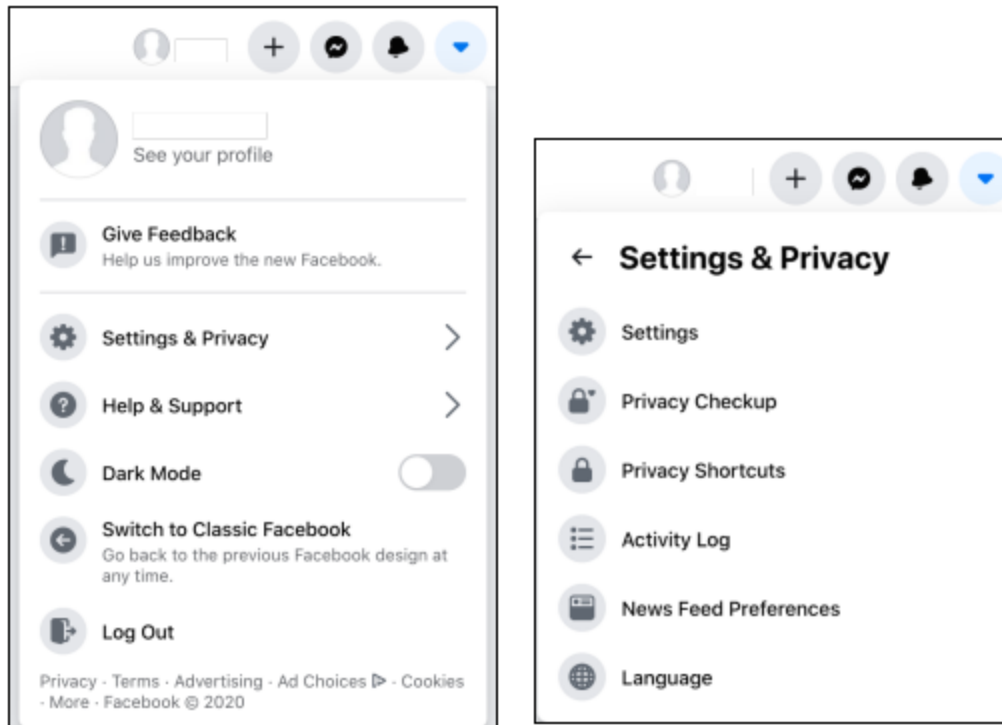 See your profile
Give Feedback
Help us improve the new Facebook.
Settings & Privacy
Help & Support
Dark Mode
Switch to Classic Facebook
Go back to the previous Facebook design at
any time.
Log Out
Privacy · Terms · Advertising · Ad Choices · Cookies
· More · Facebook © 2020
Settings & Privacy
Settings
Privacy Checkup
Privacy Shortcuts
Activity Log
News Feed Preferences
Language